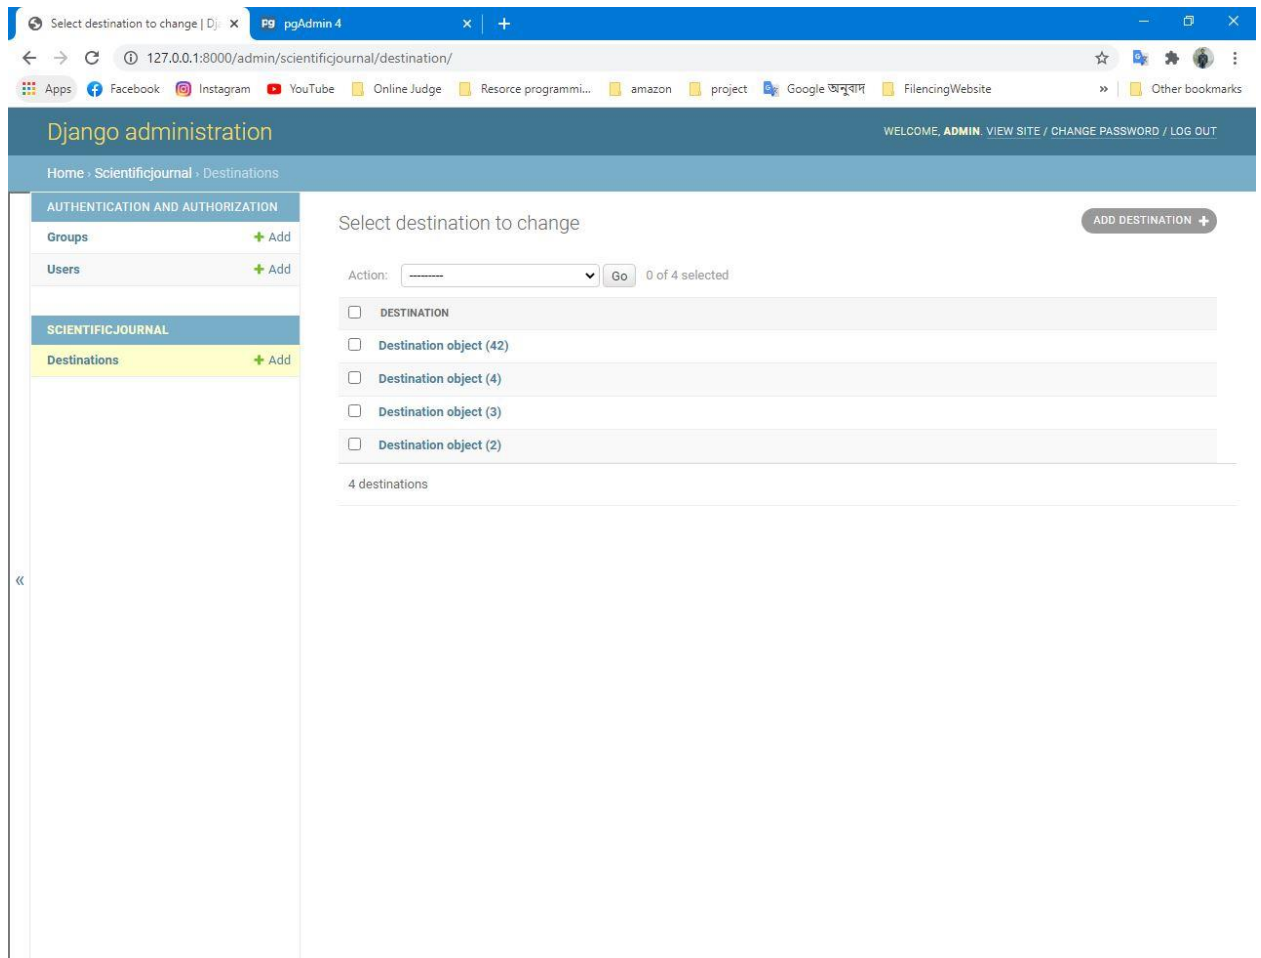 Select destination to change | Dj
Pg pgAdmin 4
127.0.0.1:8000/admin/scientificjournal/destination/
Apps Facebook Instagram YouTube Online Judge Resorce programmi... amazon project Google অনুবাদ FilencingWebsite » Other bookmarks
Django administration
WELCOME, ADMIN. VIEW SITE / CHANGE PASSWORD / LOG OUT
Home › Scientificjournal › Destinations
AUTHENTICATION AND AUTHORIZATION
Groups + Add
Users + Add
SCIENTIFICJOURNAL
Destinations + Add
«
Select destination to change
ADD DESTINATION +
Action: --------- Go 0 of 4 selected
DESTINATION
Destination object (42)
Destination object (4)
Destination object (3)
Destination object (2)
4 destinations